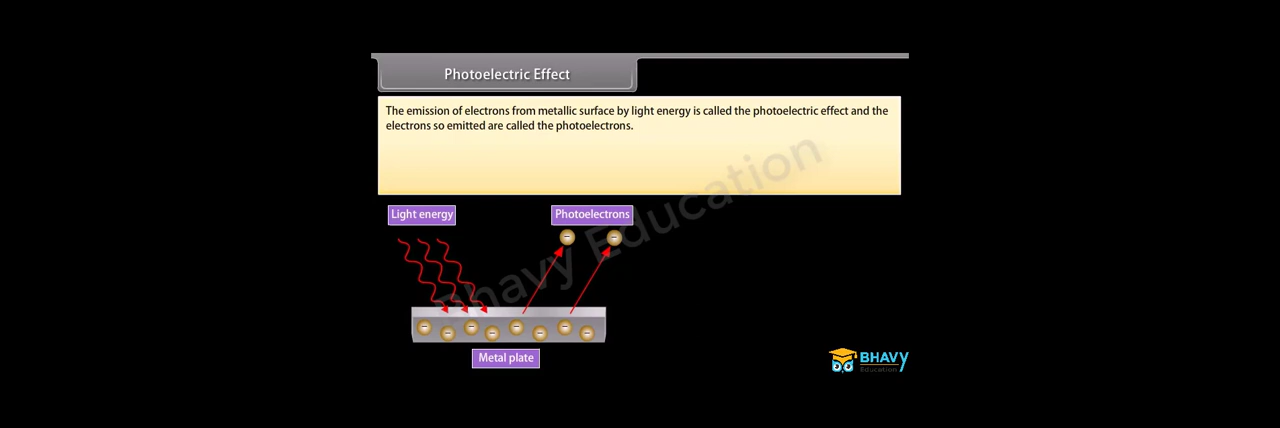 Photoelectric Effect
The emission of electrons from metallic surface by light energy is called the photoelectric effect and the
electrons so emitted are called the photoelectrons.
Bhavy Education
Light energy
Photoelectrons
Metal plate
BHAVY
Education